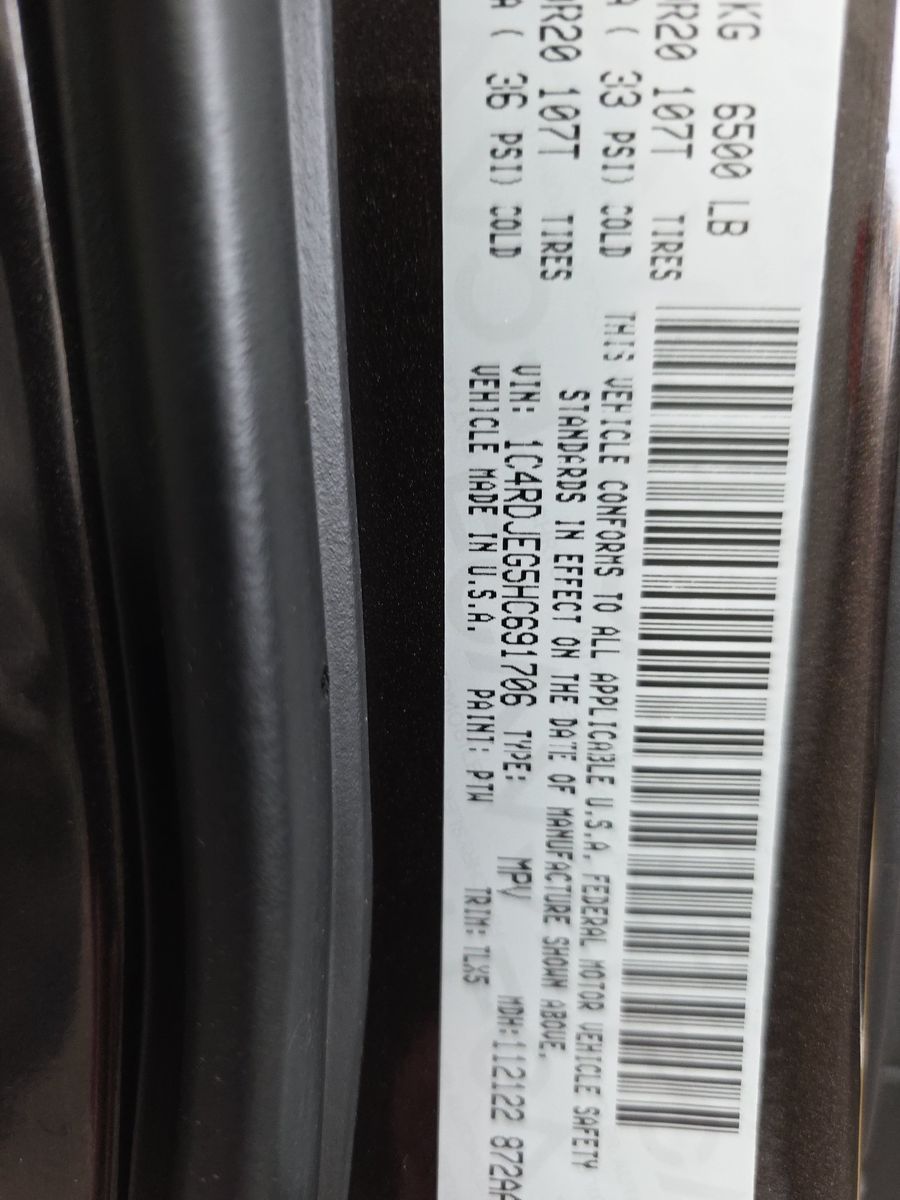 KG 6500 LB
R20 107T TIRES
( 33 PSI) COLD
R20 107T TIRES
( 36 PSI) COLD
THIS VEHICLE CONFORMS TO ALL APPLICABLE U.S.A. FEDERAL MOTOR VEHICLE SAFETY
STANDARDS IN EFFECT ON THE DATE OF MANUFACTURE SHOWN ABOVE.
VIN: 1C4RDJEG5HC691706 TYPE: MPV MDH:112122 872A
VEHICLE MADE IN U.S.A. PAINT: PTW TRIM: TLX5